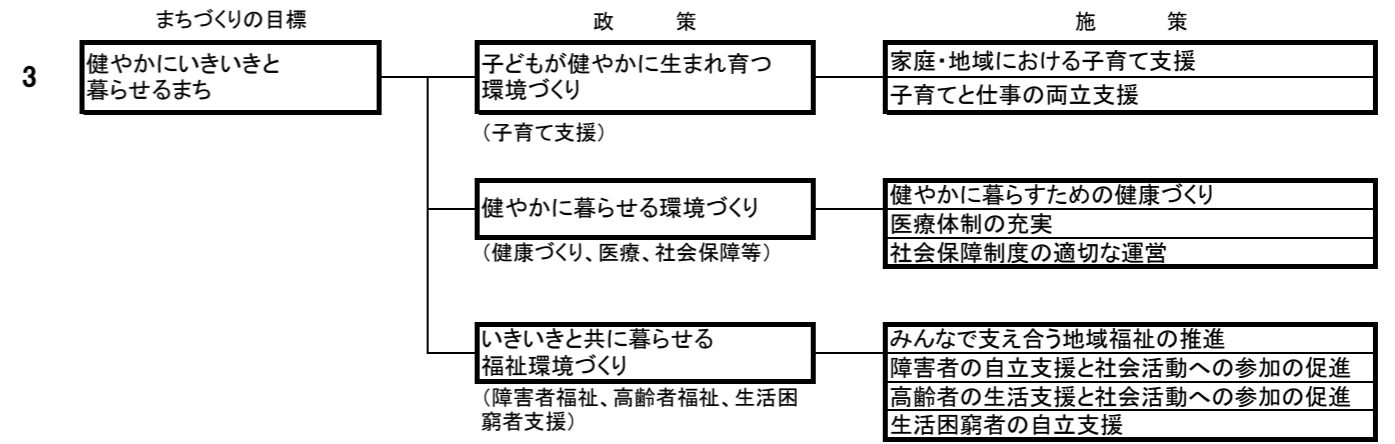 まちづくりの目標
政　策
施　策
3
健やかにいきいきと
暮らせるまち
子どもが健やかに生まれ育つ
環境づくり
（子育て支援）
家庭・地域における子育て支援
子育てと仕事の両立支援
健やかに暮らせる環境づくり
（健康づくり、医療、社会保障等）
健やかに暮らすための健康づくり
医療体制の充実
社会保障制度の適切な運営
いきいきと共に暮らせる
福祉環境づくり
（障害者福祉、高齢者福祉、生活困
窮者支援）
みんなで支え合う地域福祉の推進
障害者の自立支援と社会活動への参加の促進
高齢者の生活支援と社会活動への参加の促進
生活困窮者の自立支援